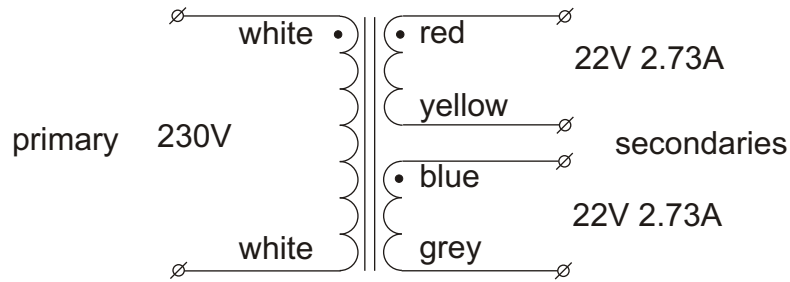 white
red
22V 2.73A
yellow
primary 230V
secondaries
blue
22V 2.73A
white
grey